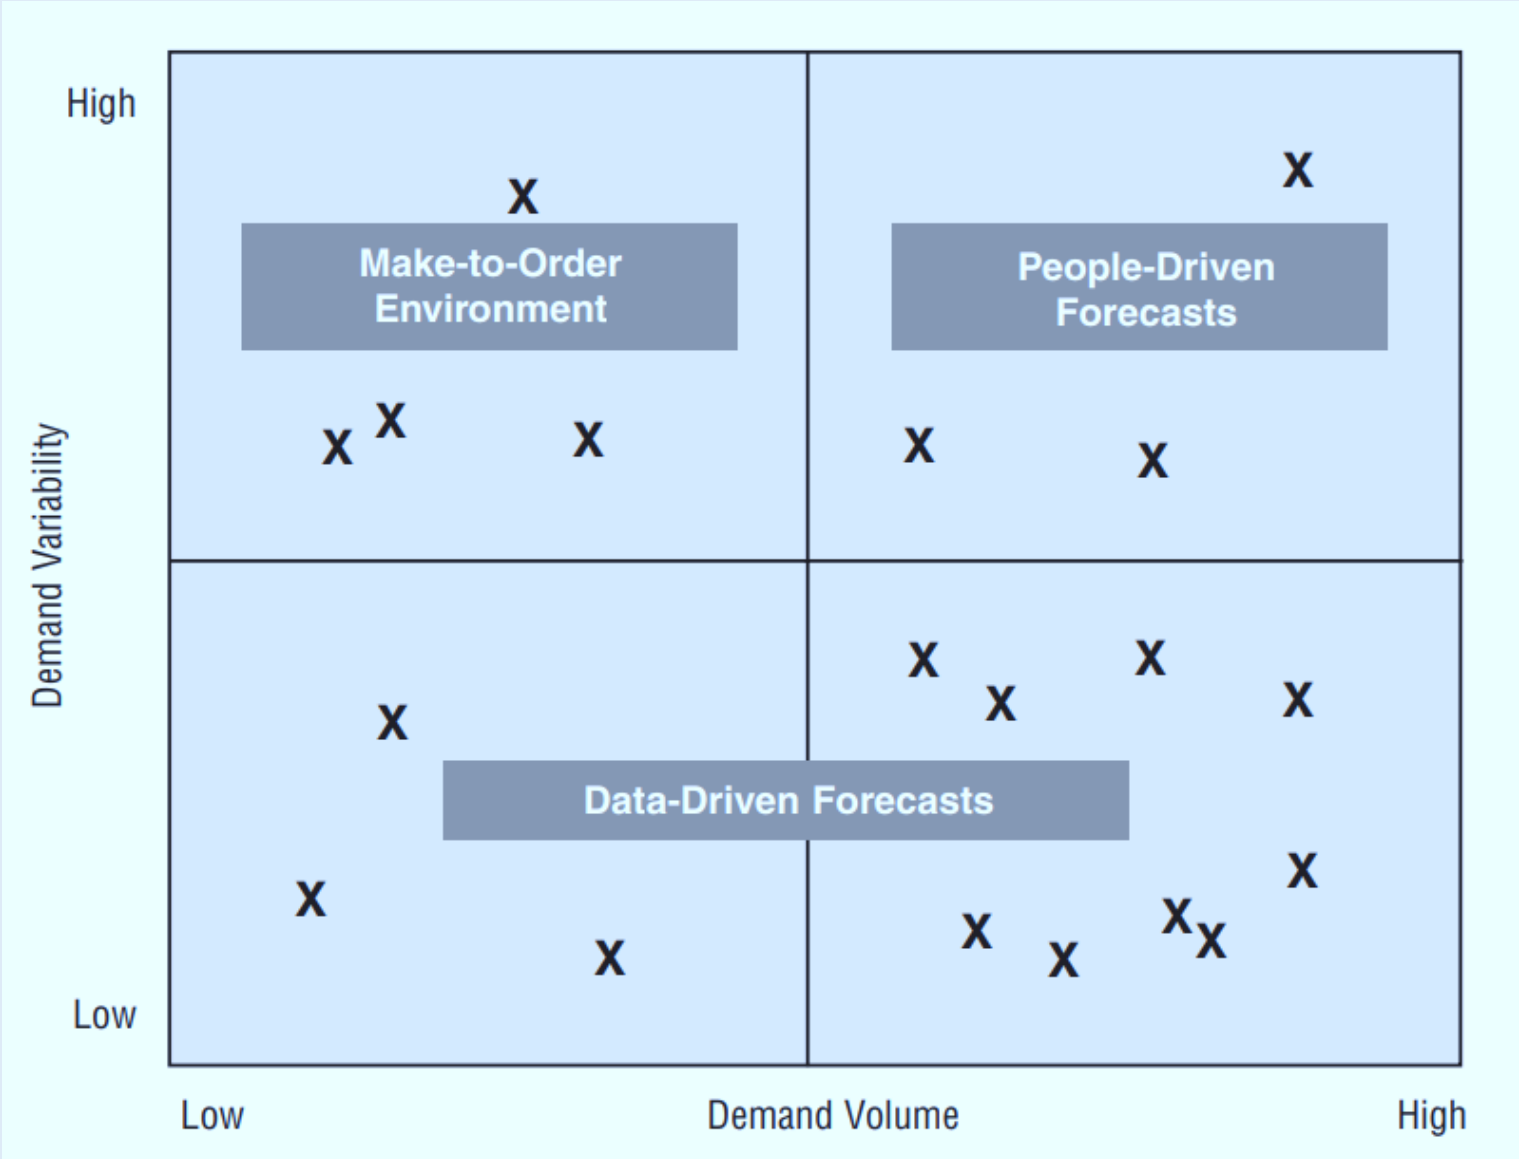 High
X
X
Make-to-Order
Environment
People-Driven
Forecasts
X
X
X
X
X
Demand Variability
X
X
X
X
X
Data-Driven Forecasts
X
X
X
X
X
X
X
Low
Low
Demand Volume
High